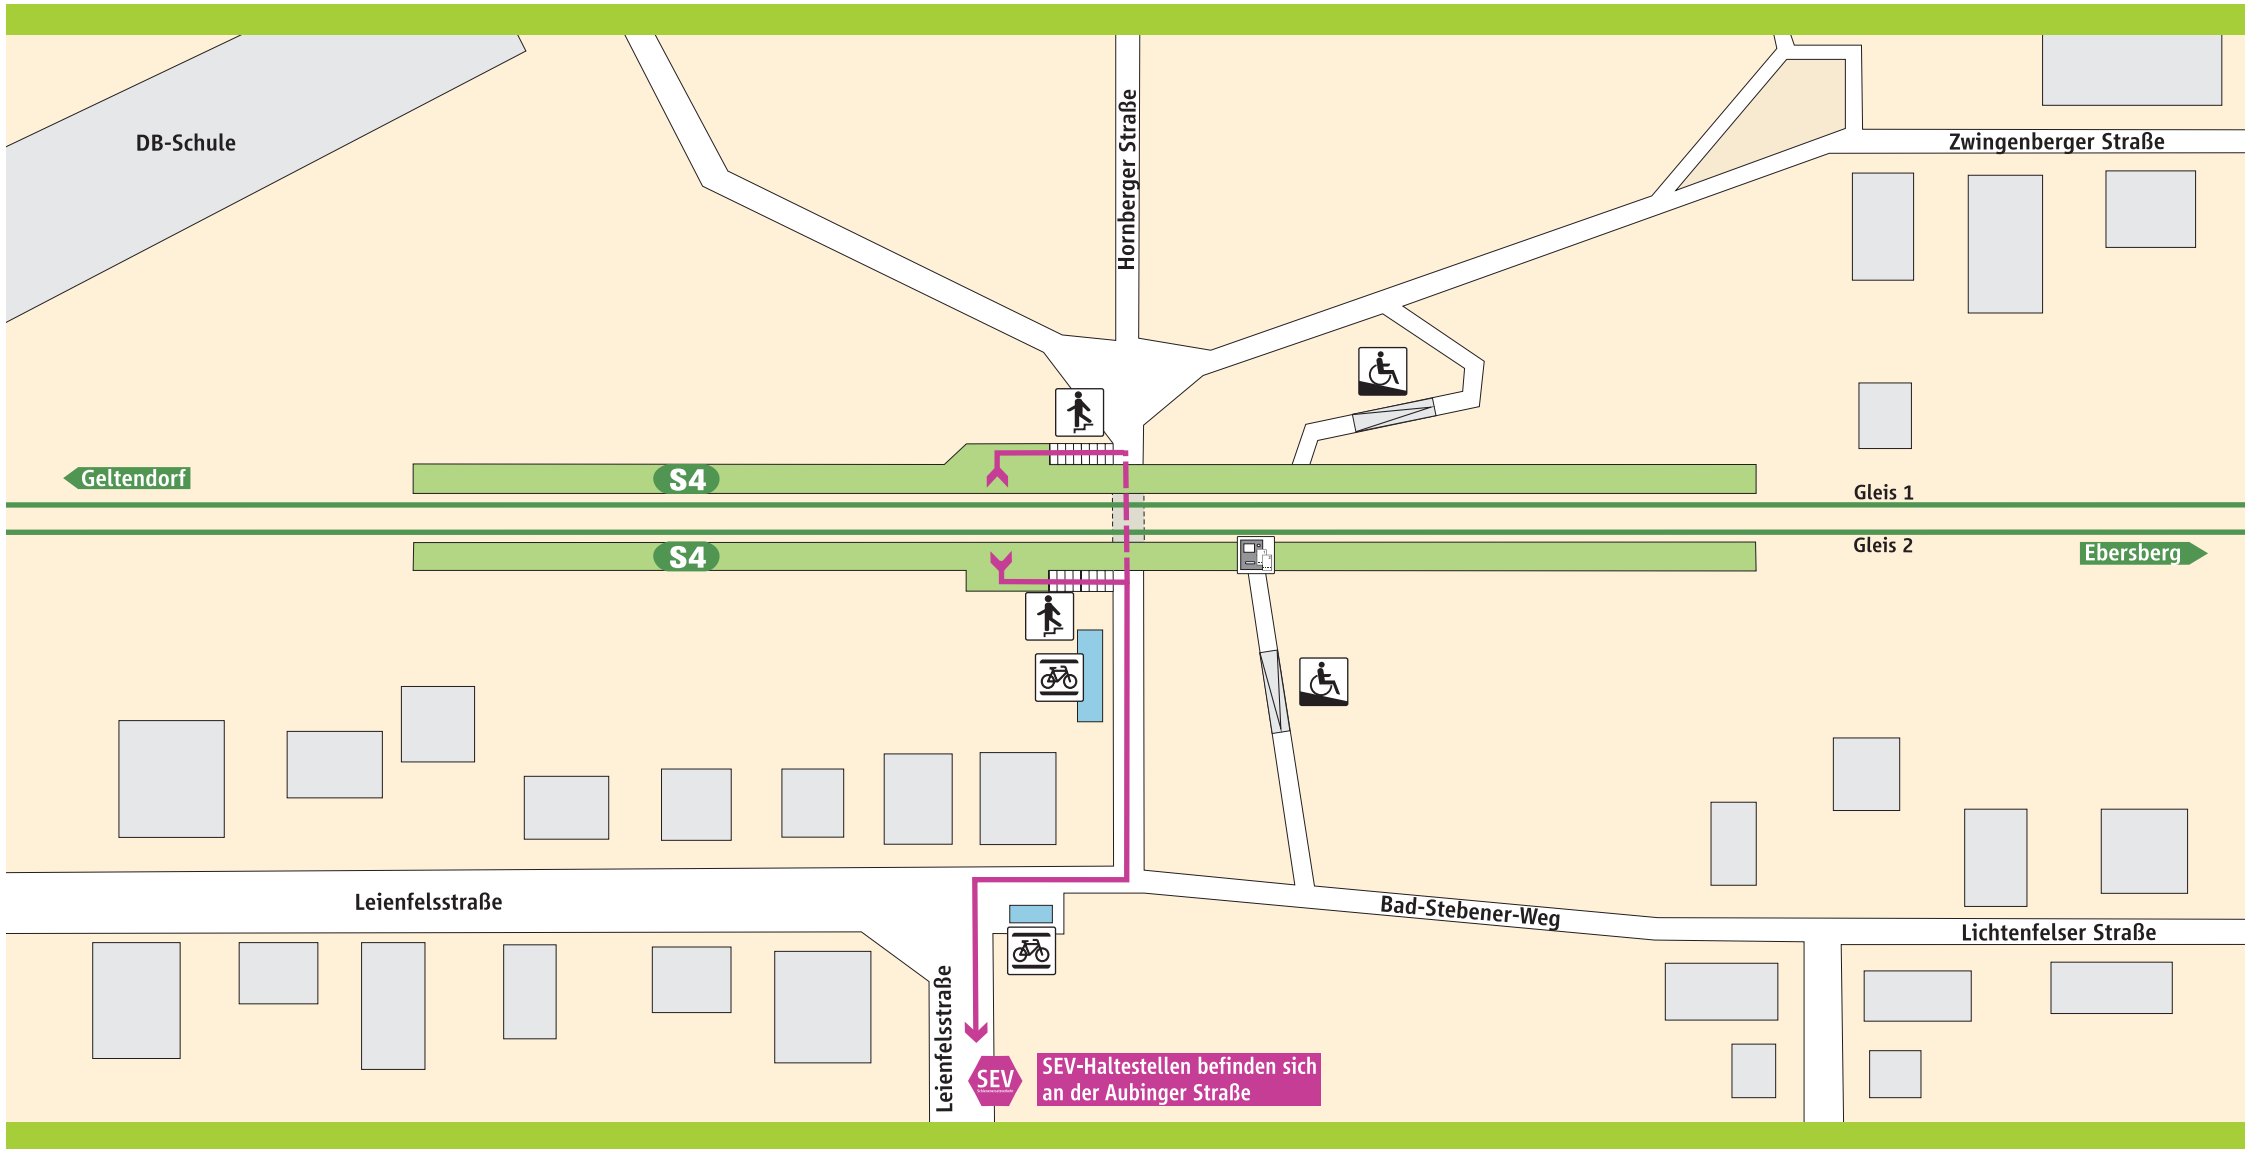 DB-Schule
Hornberger Straße
Zwingenberger Straße
Geltendorf
S4
Gleis 1
S4
Gleis 2
Ebersberg
Leienfelsstraße
Bad-Stebener-Weg
Lichtenfelser Straße
Leienfelsstraße
SEV
SEV-Haltestellen befinden sich
an der Aubinger Straße